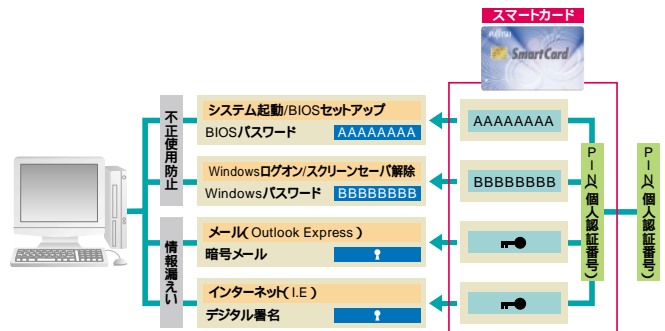 スマートカード
FUJITSU
SmartCard
不正使用防止
システム起動/BIOSセットアップ
BIOSパスワード AAAAAAAA
AAAAAAAA
Windowsログオン/スクリーンセーバ解除
Windowsパスワード BBBBBBBB
BBBBBBBB
情報漏えい
メール(Outlook Express)
暗号メール
インターネット(I.E)
デジタル署名
PIN(個人認証番号)
PIN(個人認証番号)